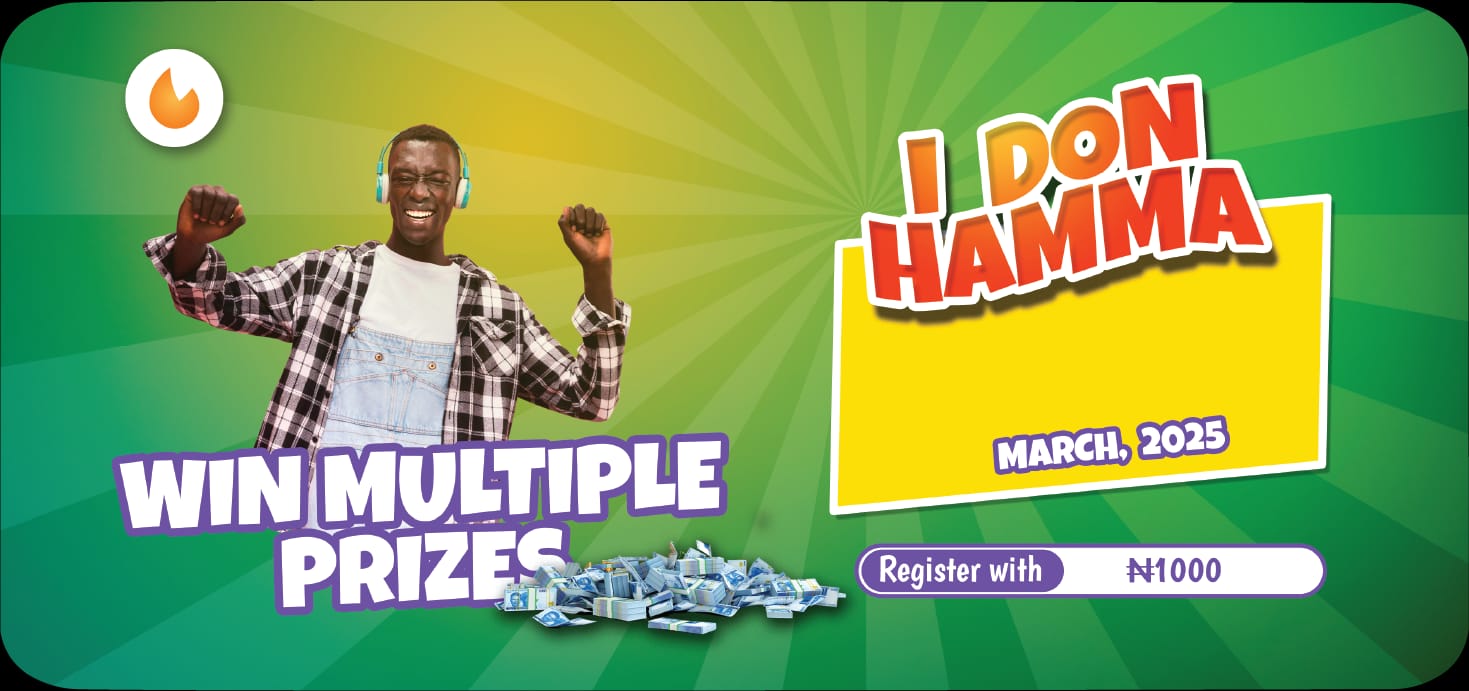 I DON
HAMMA
MARCH, 2025
WIN MULTIPLE
PRIZES
Register with ₦1000